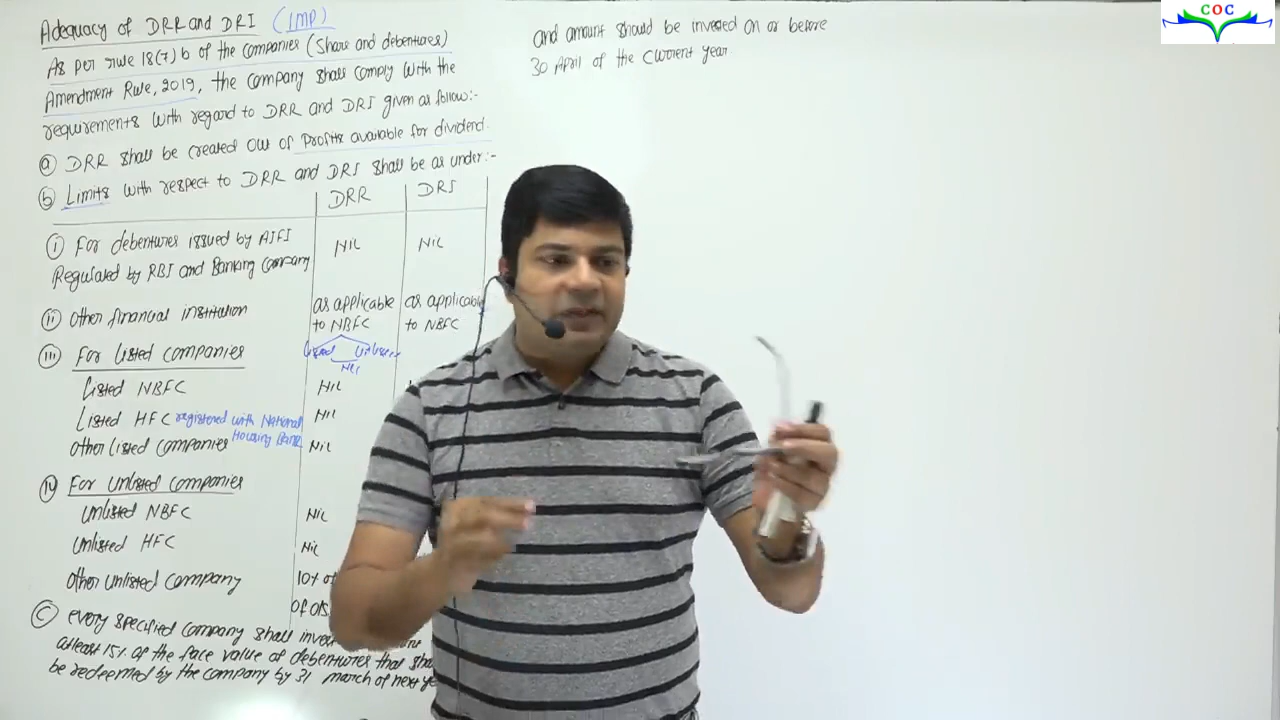 Adequacy of DRR and DRI (IMP)
As per rule 18(7) b of the companies (Share and debentures)
Amendment Rule, 2019, the company shall comply with the
requirements with regard to DRR and DRI given as follow:-
(a) DRR shall be created out of Profits available for dividend.
(b) Limits with respect to DRR and DRI shall be as under:-
DRR DRI
(i) For debentures issued by AIFI Nil Nil
Regulated by RBI and Banking Company
(ii) Other financial institution as applicable as applicable
to NBFC to NBFC
(iii) For Listed companies Listed Unlisted
Nil
Listed NBFC Nil
Listed HFC registered with National Nil
Housing Bank
Other Listed companies Nil
(iv) For Unlisted Companies
Unlisted NBFC Nil
Unlisted HFC Nil
Other unlisted company 10%
of O/S
(c) every specified company shall
atleast 15% of the face value of debentures that
be redeemed by the company by 31 march of next
and amount should be invested on or before
30 April of the current year
COC